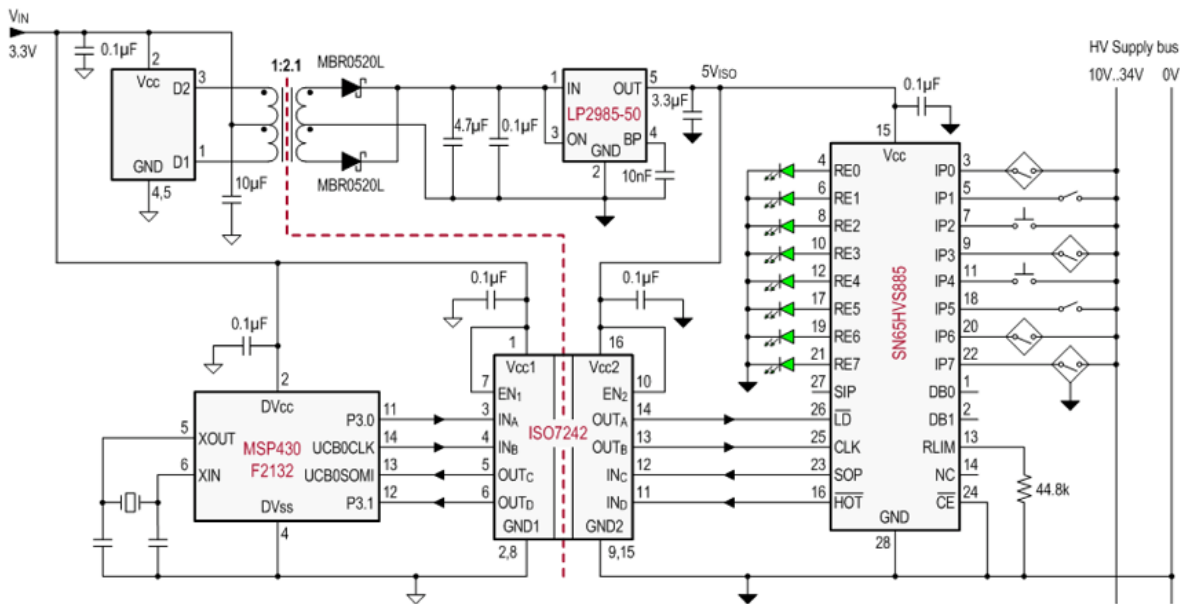 VIN
3.3V
0.1µF
2
Vcc
3
D2
GND
D1
1
4,5
10µF
1:2.1
MBR0520L
MBR0520L
4.7µF
0.1µF
1
IN
OUT
5
LP2985-50
3
ON
BP
4
GND
2
10nF
5VISO
3.3µF
0.1µF
HV Supply bus
10V..34V
0V
15
Vcc
4
RE0
IP0
3
6
RE1
IP1
5
8
RE2
IP2
7
10
RE3
IP3
9
12
RE4
IP4
11
17
RE5
IP5
18
19
RE6
IP6
20
21
RE7
IP7
22
SN65HVS885
27
SIP
DB0
1
26
LD
DB1
2
25
CLK
RLIM
13
23
SOP
NC
14
16
HOT
CE
24
GND
28
44.8k
0.1µF
0.1µF
0.1µF
1
Vcc1
7
EN1
3
INA
4
INB
5
OUTC
6
OUTD
GND1
2,8
ISO7242
16
Vcc2
EN2
10
OUTA
14
OUTB
13
INC
12
IND
11
GND2
9,15
2
DVcc
5
XOUT
6
XIN
MSP430
F2132
P3.0
11
UCB0CLK
14
UCB0SOMI
13
P3.1
12
DVss
4